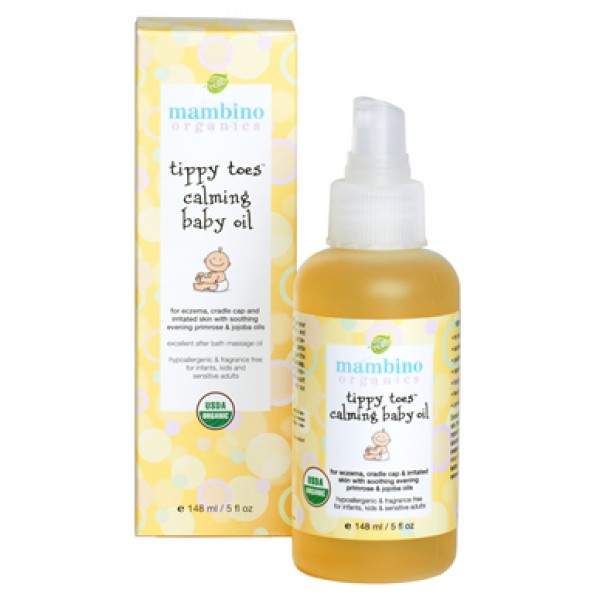 mambino
organics
tippy toes™
calming
baby oil
for eczema, cradle cap and
irritated skin with soothing
evening primrose & jojoba oils
excellent after bath massage oil
hypoallergenic & fragrance free
for infants, kids and
sensitive adults
USDA
ORGANIC
e 148 ml / 5 fl oz
mambino
organics
tippy toes™
calming baby oil
for eczema, cradle cap & irritated
skin with soothing evening
primrose & jojoba oils
hypoallergenic & fragrance free
for infants, kids & sensitive adults
USDA
ORGANIC
e 148 ml / 5 fl oz